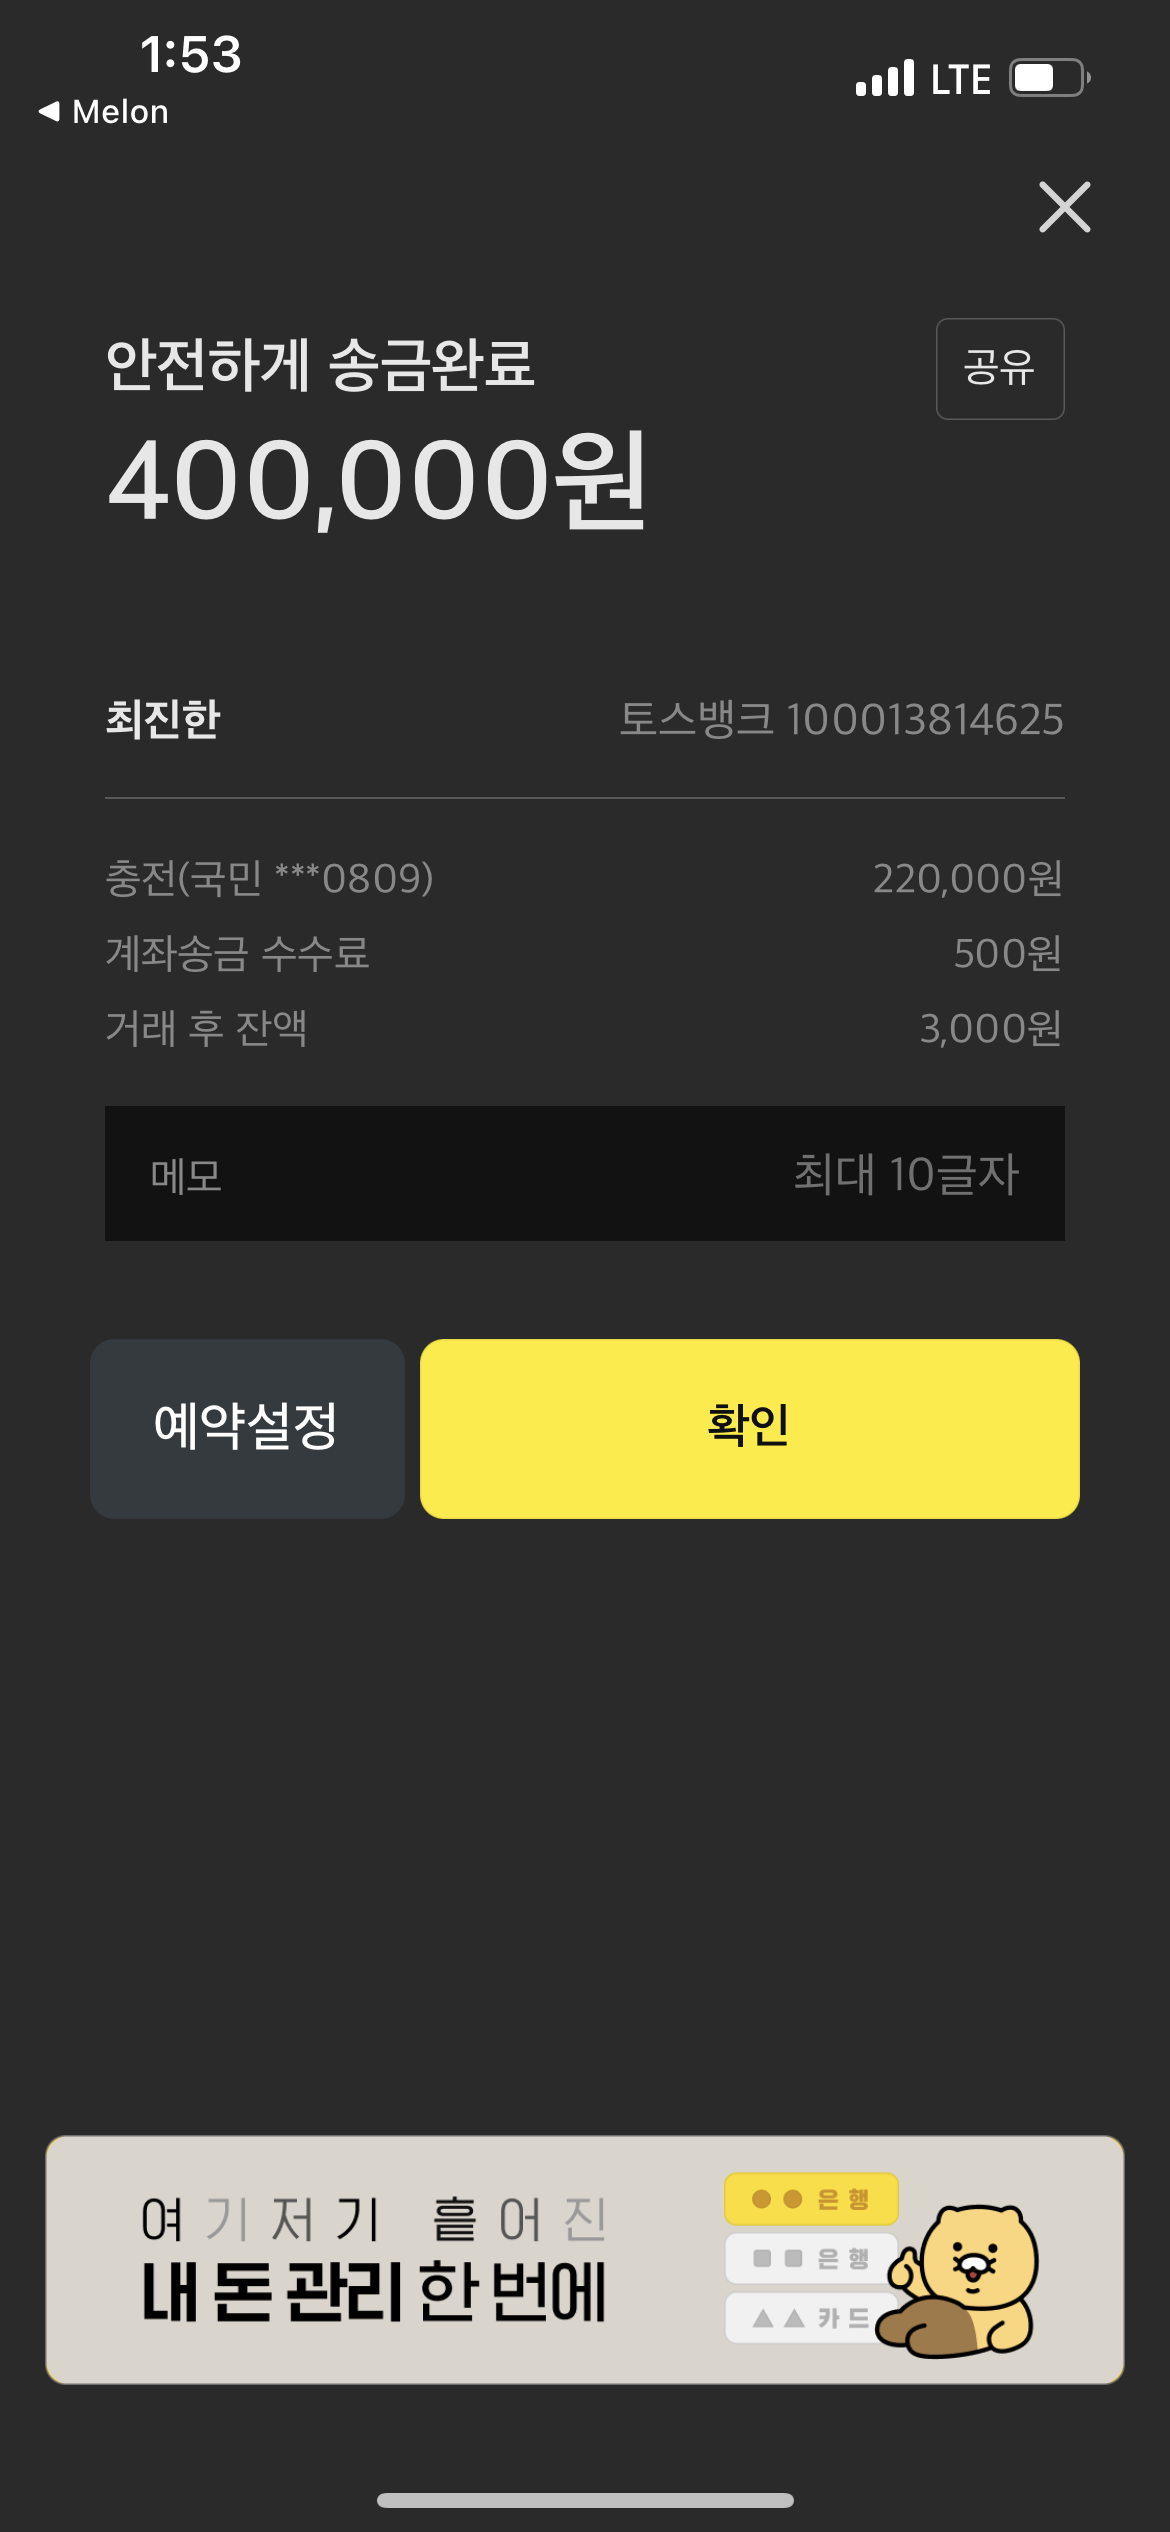 1:53
LTE
◀ Melon
안전하게 송금완료
공유
400,000원
최진한 토스뱅크 100013814625
충전(국민 ***0809) 220,000원
계좌송금 수수료 500원
거래 후 잔액 3,000원
메모 최대 10글자
예약설정 확인
여기저기 흩어진
내 돈 관리 한 번에
●● 은행
■■ 은행
▲▲ 카드